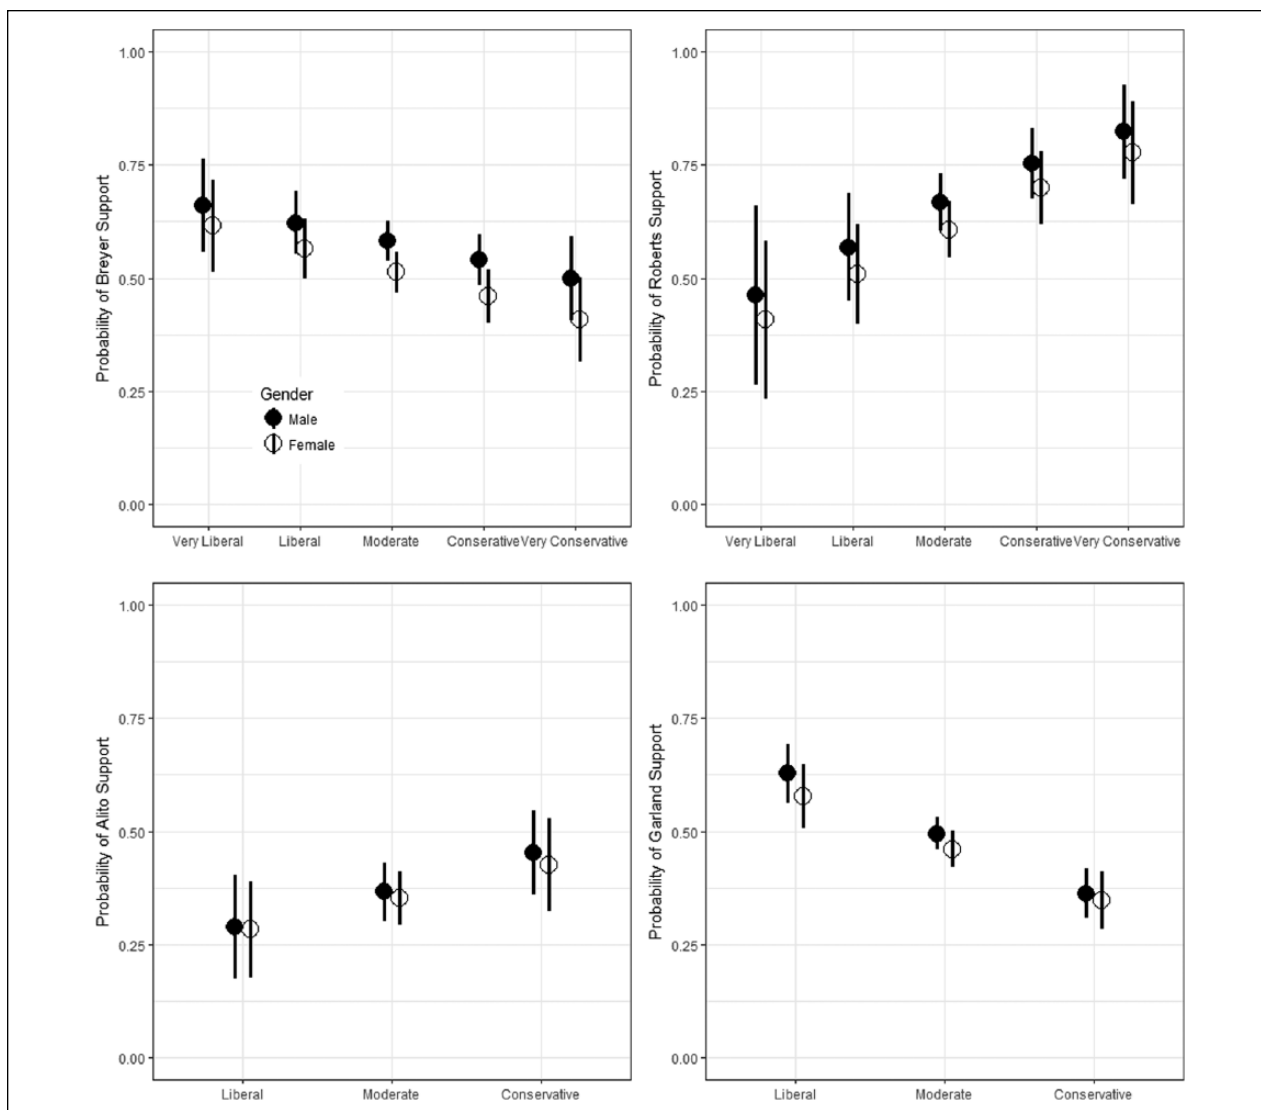 Probability of Breyer Support
1.00
0.75
0.50
0.25
0.00
Gender
Male
Female
Very Liberal Liberal Moderate Conserative Very Conservative
Probability of Roberts Support
1.00
0.75
0.50
0.25
0.00
Very Liberal Liberal Moderate Conserative Very Conservative
Probability of Alito Support
1.00
0.75
0.50
0.25
0.00
Liberal Moderate Conservative
Probability of Garland Support
1.00
0.75
0.50
0.25
0.00
Liberal Moderate Conservative